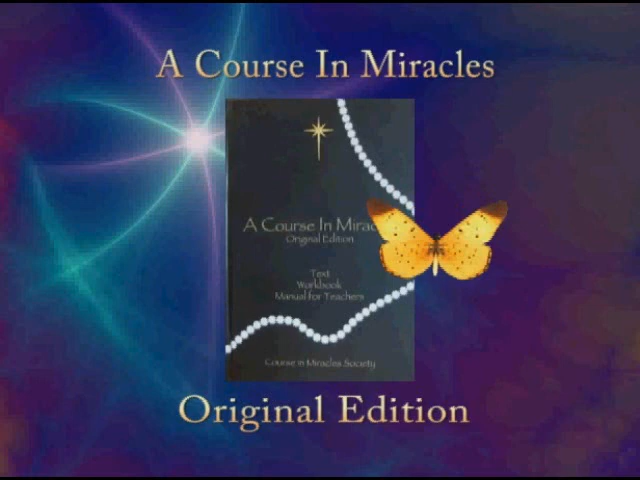 A Course In Miracles
A Course In Mirac
Original Edition
Text
Workbook
Manual for Teachers
Course in Miracles Society
Original Edition